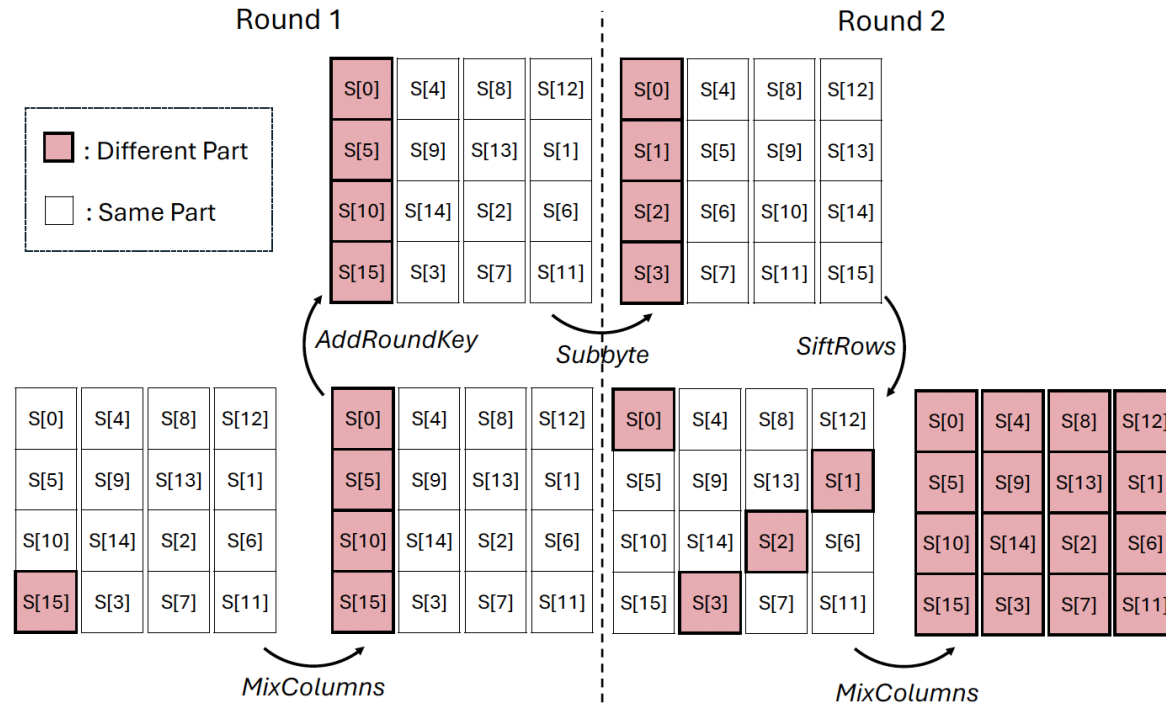 Round 1
Round 2
: Different Part
: Same Part
S[0] S[4] S[8] S[12]
S[5] S[9] S[13] S[1]
S[10] S[14] S[2] S[6]
S[15] S[3] S[7] S[11]
S[0] S[4] S[8] S[12]
S[1] S[5] S[9] S[13]
S[2] S[6] S[10] S[14]
S[3] S[7] S[11] S[15]
AddRoundKey
Subbyte
SiftRows
S[0] S[4] S[8] S[12]
S[5] S[9] S[13] S[1]
S[10] S[14] S[2] S[6]
S[15] S[3] S[7] S[11]
S[0] S[4] S[8] S[12]
S[5] S[9] S[13] S[1]
S[10] S[14] S[2] S[6]
S[15] S[3] S[7] S[11]
S[0] S[4] S[8] S[12]
S[5] S[9] S[13] S[1]
S[10] S[14] S[2] S[6]
S[15] S[3] S[7] S[11]
S[0] S[4] S[8] S[12]
S[5] S[9] S[13] S[1]
S[10] S[14] S[2] S[6]
S[15] S[3] S[7] S[11]
MixColumns
MixColumns